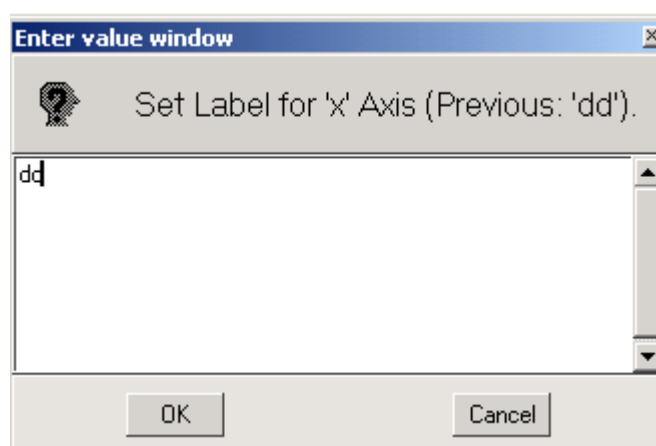 Enter value window
Set Label for 'x' Axis (Previous: 'dd').
dd
OK
Cancel